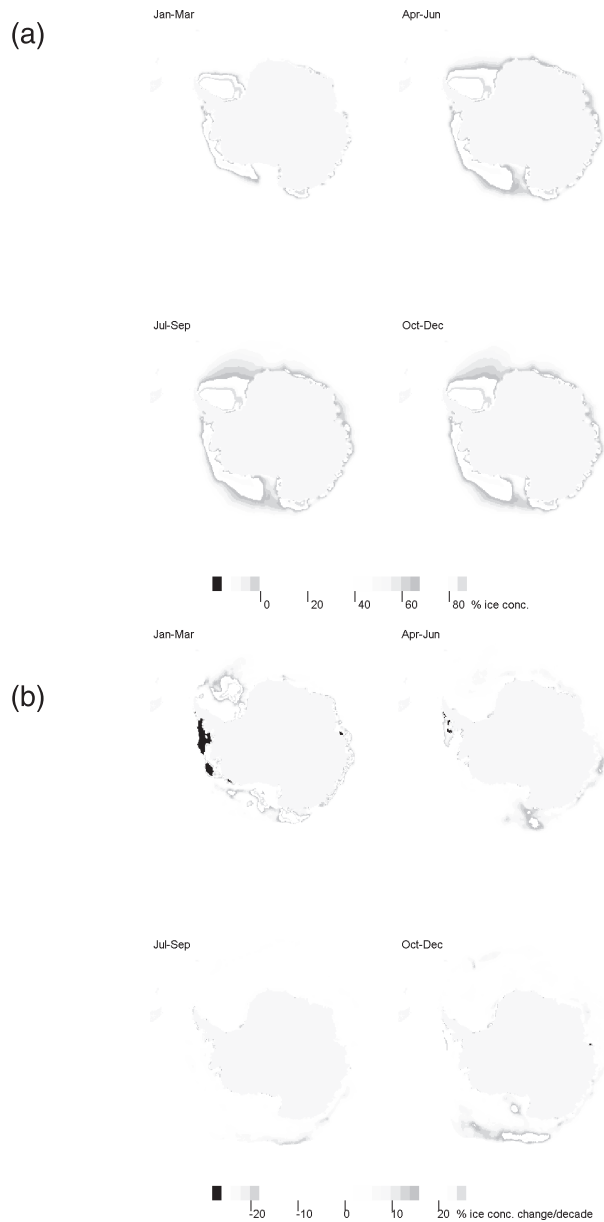 (a)
Jan-Mar
Apr-Jun
Jul-Sep
Oct-Dec
0 20 40 60 80 % ice conc.
(b)
Jan-Mar
Apr-Jun
Jul-Sep
Oct-Dec
-20 -10 0 10 20 % ice conc. change/decade